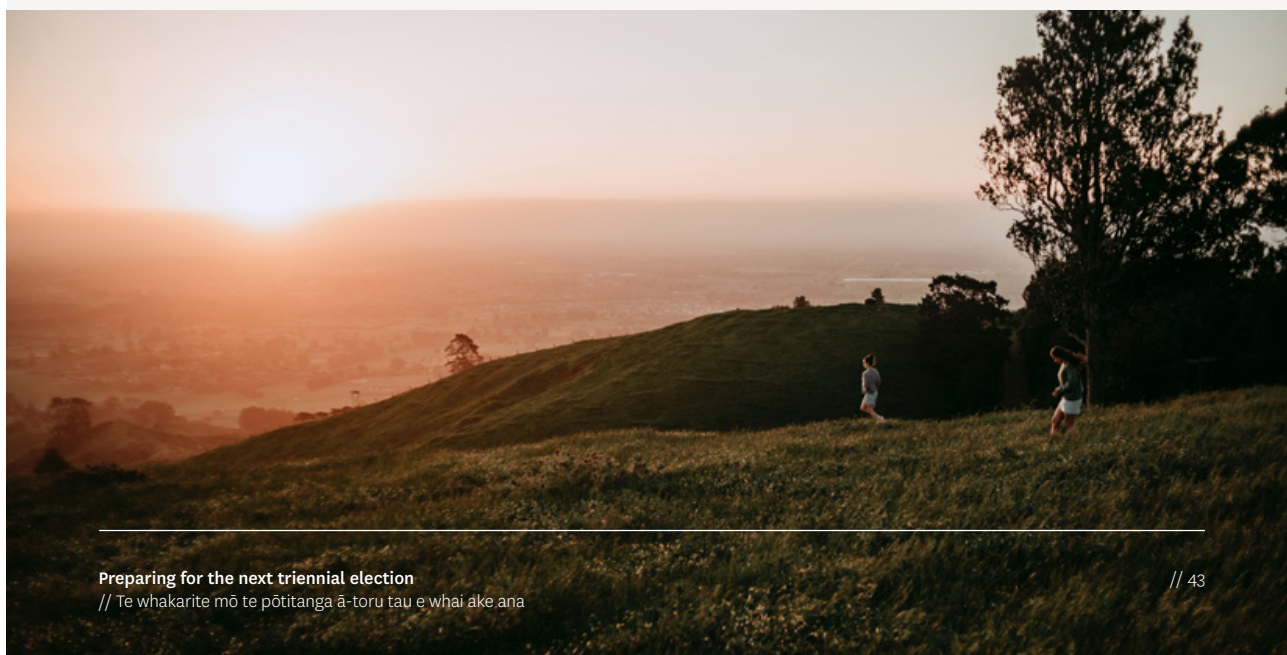 Preparing for the next triennial election
// Te whakarite mō te pōtitanga ā-toru tau e whai ake ana
// 43